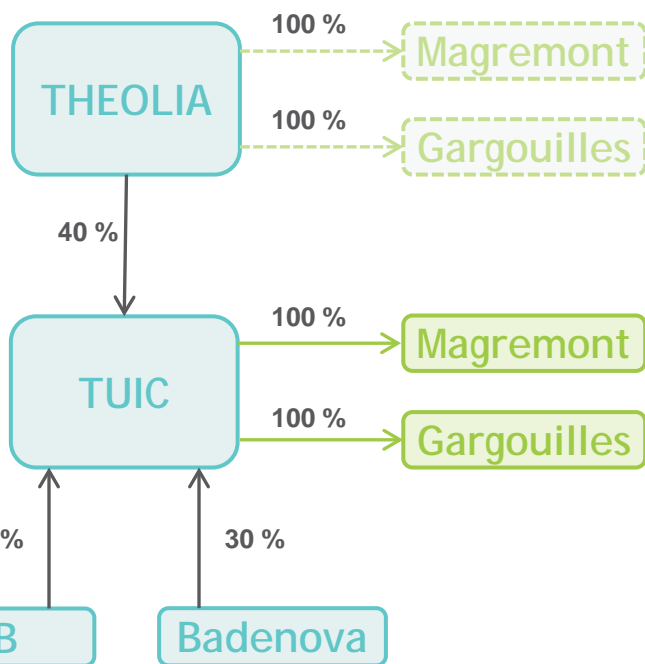 100 %
Magremont
THEOLIA
100 %
Gargouilles
40 %
100 %
Magremont
TUIC
100 %
Gargouilles
%
30 %
B
Badenova